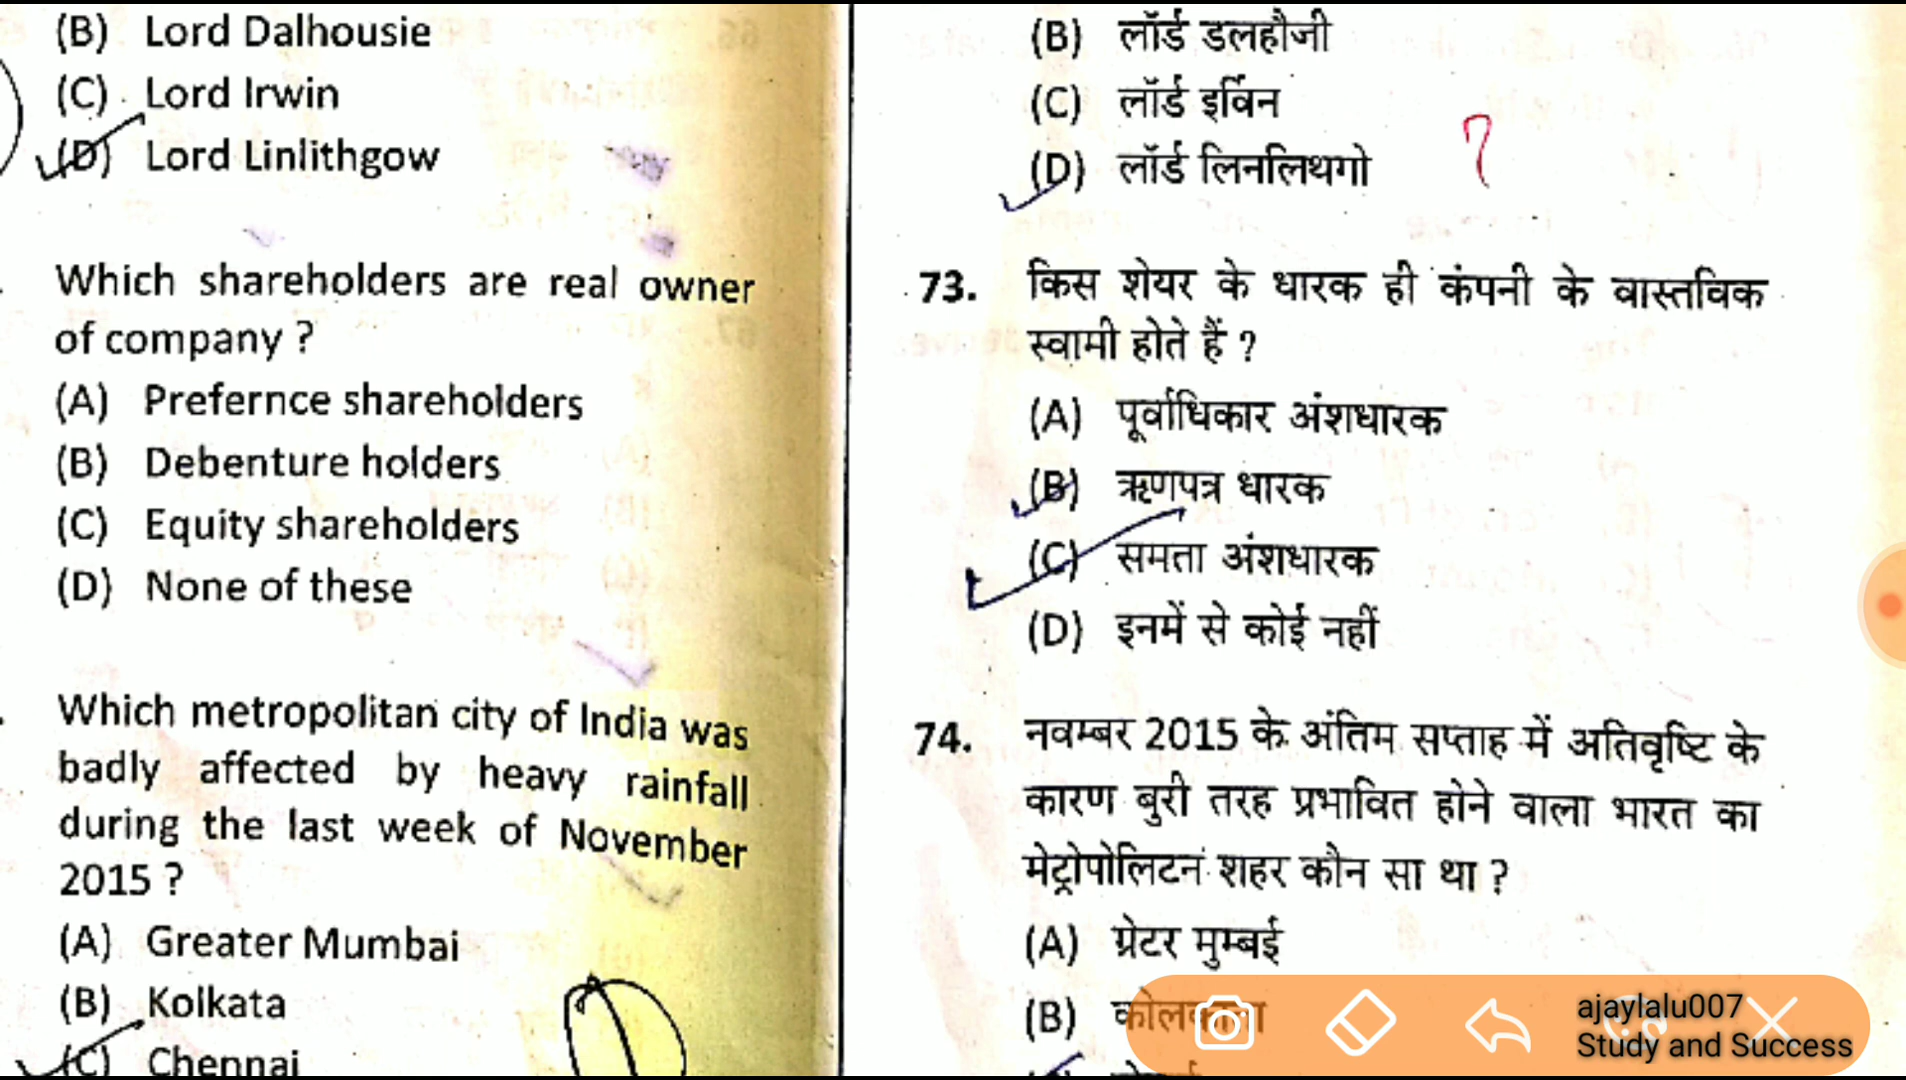 (B) Lord Dalhousie
(C) Lord Irwin
(D) Lord Linlithgow
Which shareholders are real owner
of company ?
(A) Prefernce shareholders
(B) Debenture holders
(C) Equity shareholders
(D) None of these
Which metropolitan city of India was
badly affected by heavy rainfall
during the last week of November
2015 ?
(A) Greater Mumbai
(B) Kolkata
(C) Chennai
(B) लॉर्ड डलहौजी
(C) लॉर्ड इर्विन
(D) लॉर्ड लिनलिथगो ?
73. किस शेयर के धारक ही कंपनी के वास्तविक
स्वामी होते हैं ?
(A) पूर्वाधिकार अंशधारक
(B) ऋणपत्र धारक
(C) समता अंशधारक
(D) इनमें से कोई नहीं
74. नवम्बर 2015 के अंतिम सप्ताह में अतिवृष्टि के
कारण बुरी तरह प्रभावित होने वाला भारत का
मेट्रोपोलिटन शहर कौन सा था ?
(A) ग्रेटर मुम्बई
(B) कोलकाता
ajaylalu007
Study and Success